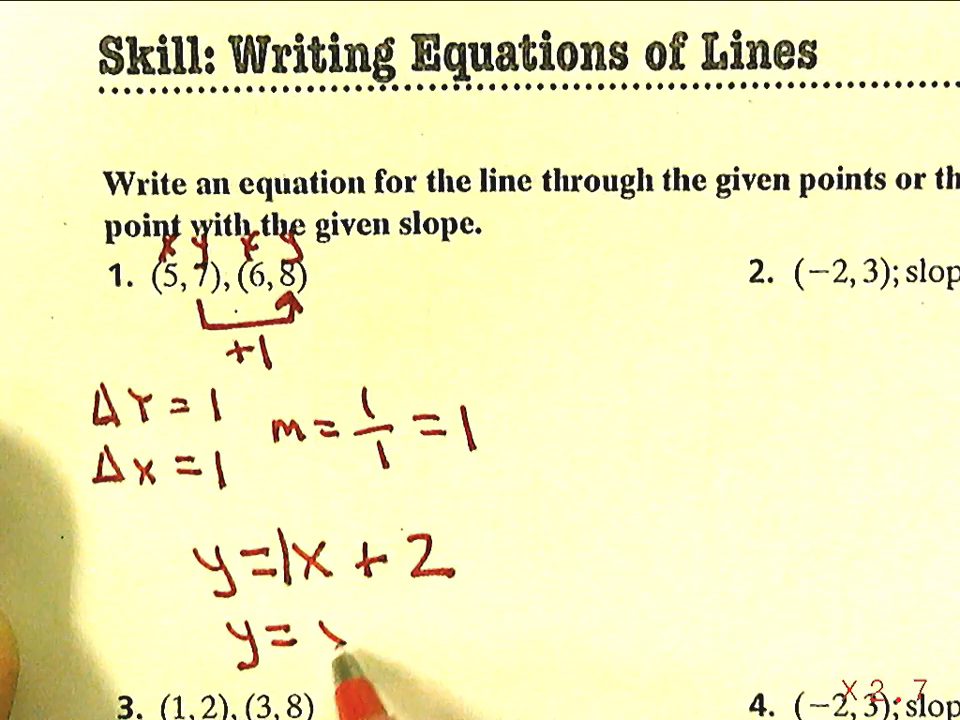 Skill: Writing Equations of Lines
Write an equation for the line through the given points or th
point with the given slope.
x y x y
1. (5, 7), (6, 8)
2. (−2, 3); slop
+1
ΔY = 1
m = 1/1 = 1
Δx = 1
y = 1x + 2
y =
3. (1, 2), (3, 8)
4. (−2, 3); slop
X 2.7